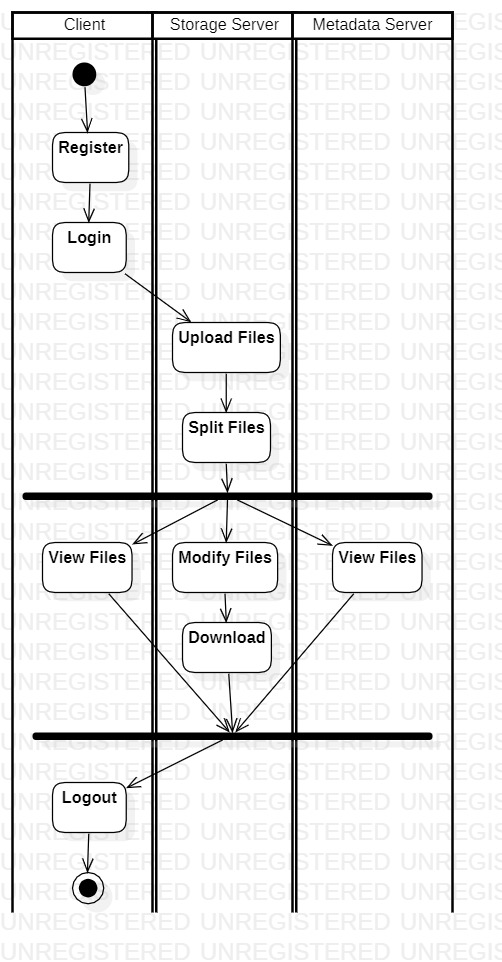 Client Storage Server Metadata Server
Register
Login
Upload Files
Split Files
View Files Modify Files View Files
Download
Logout
UNREGISTERED